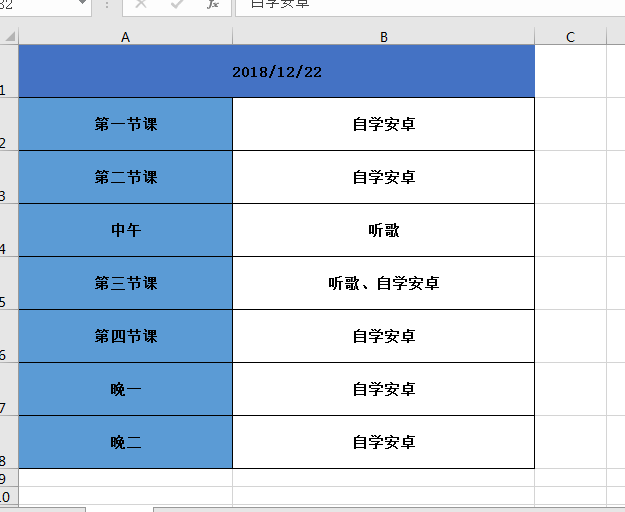 B2
fx
自学安卓
A B C
1 2018/12/22
2 第一节课 自学安卓
3 第二节课 自学安卓
4 中午 听歌
5 第三节课 听歌、自学安卓
6 第四节课 自学安卓
7 晚一 自学安卓
8 晚二 自学安卓
9
10